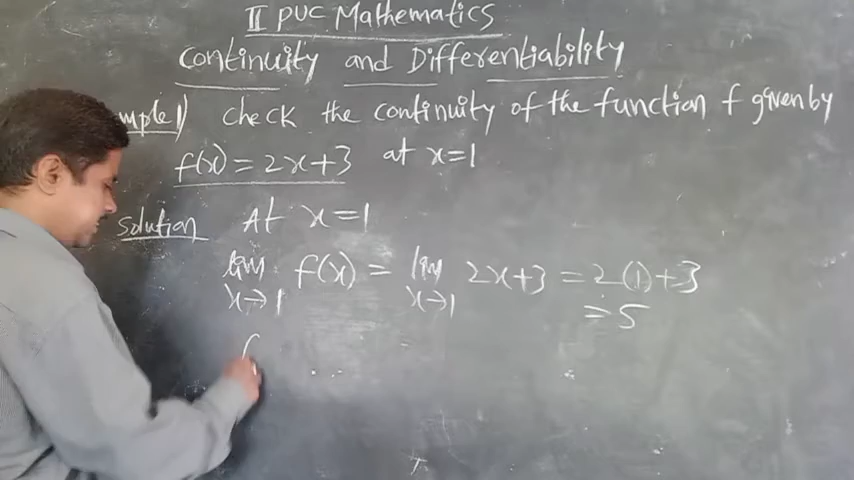 II PUC Mathematics
Continuity and Differentiability
mple 1) check the continuity of the function f given by
f(x) = 2x+3 at x=1
Solution At x=1
lim f(x) = lim 2x+3 = 2(1)+3
x→1 x→1 = 5